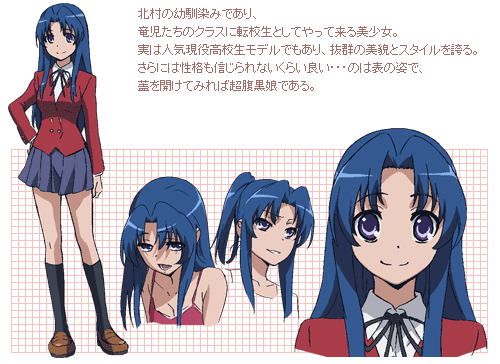 北村の幼馴染みであり、
竜児たちのクラスに転校生としてやって来る美少女。
実は人気現役高校生モデルでもあり、抜群の美貌とスタイルを誇る。
さらには性格も信じられないくらい良い・・・のは表の姿で、
蓋を開けてみれば超腹黒娘である。